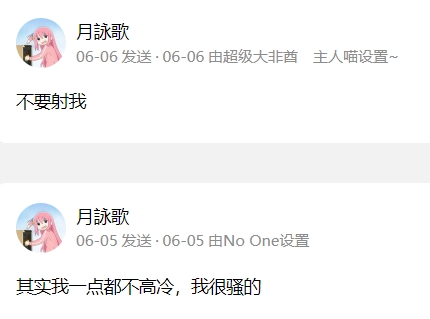 月詠歌
06-06 发送 · 06-06 由超级大非酋　主人喵设置~
不要射我
月詠歌
06-05 发送 · 06-05 由No One设置
其实我一点都不高冷，我很骚的